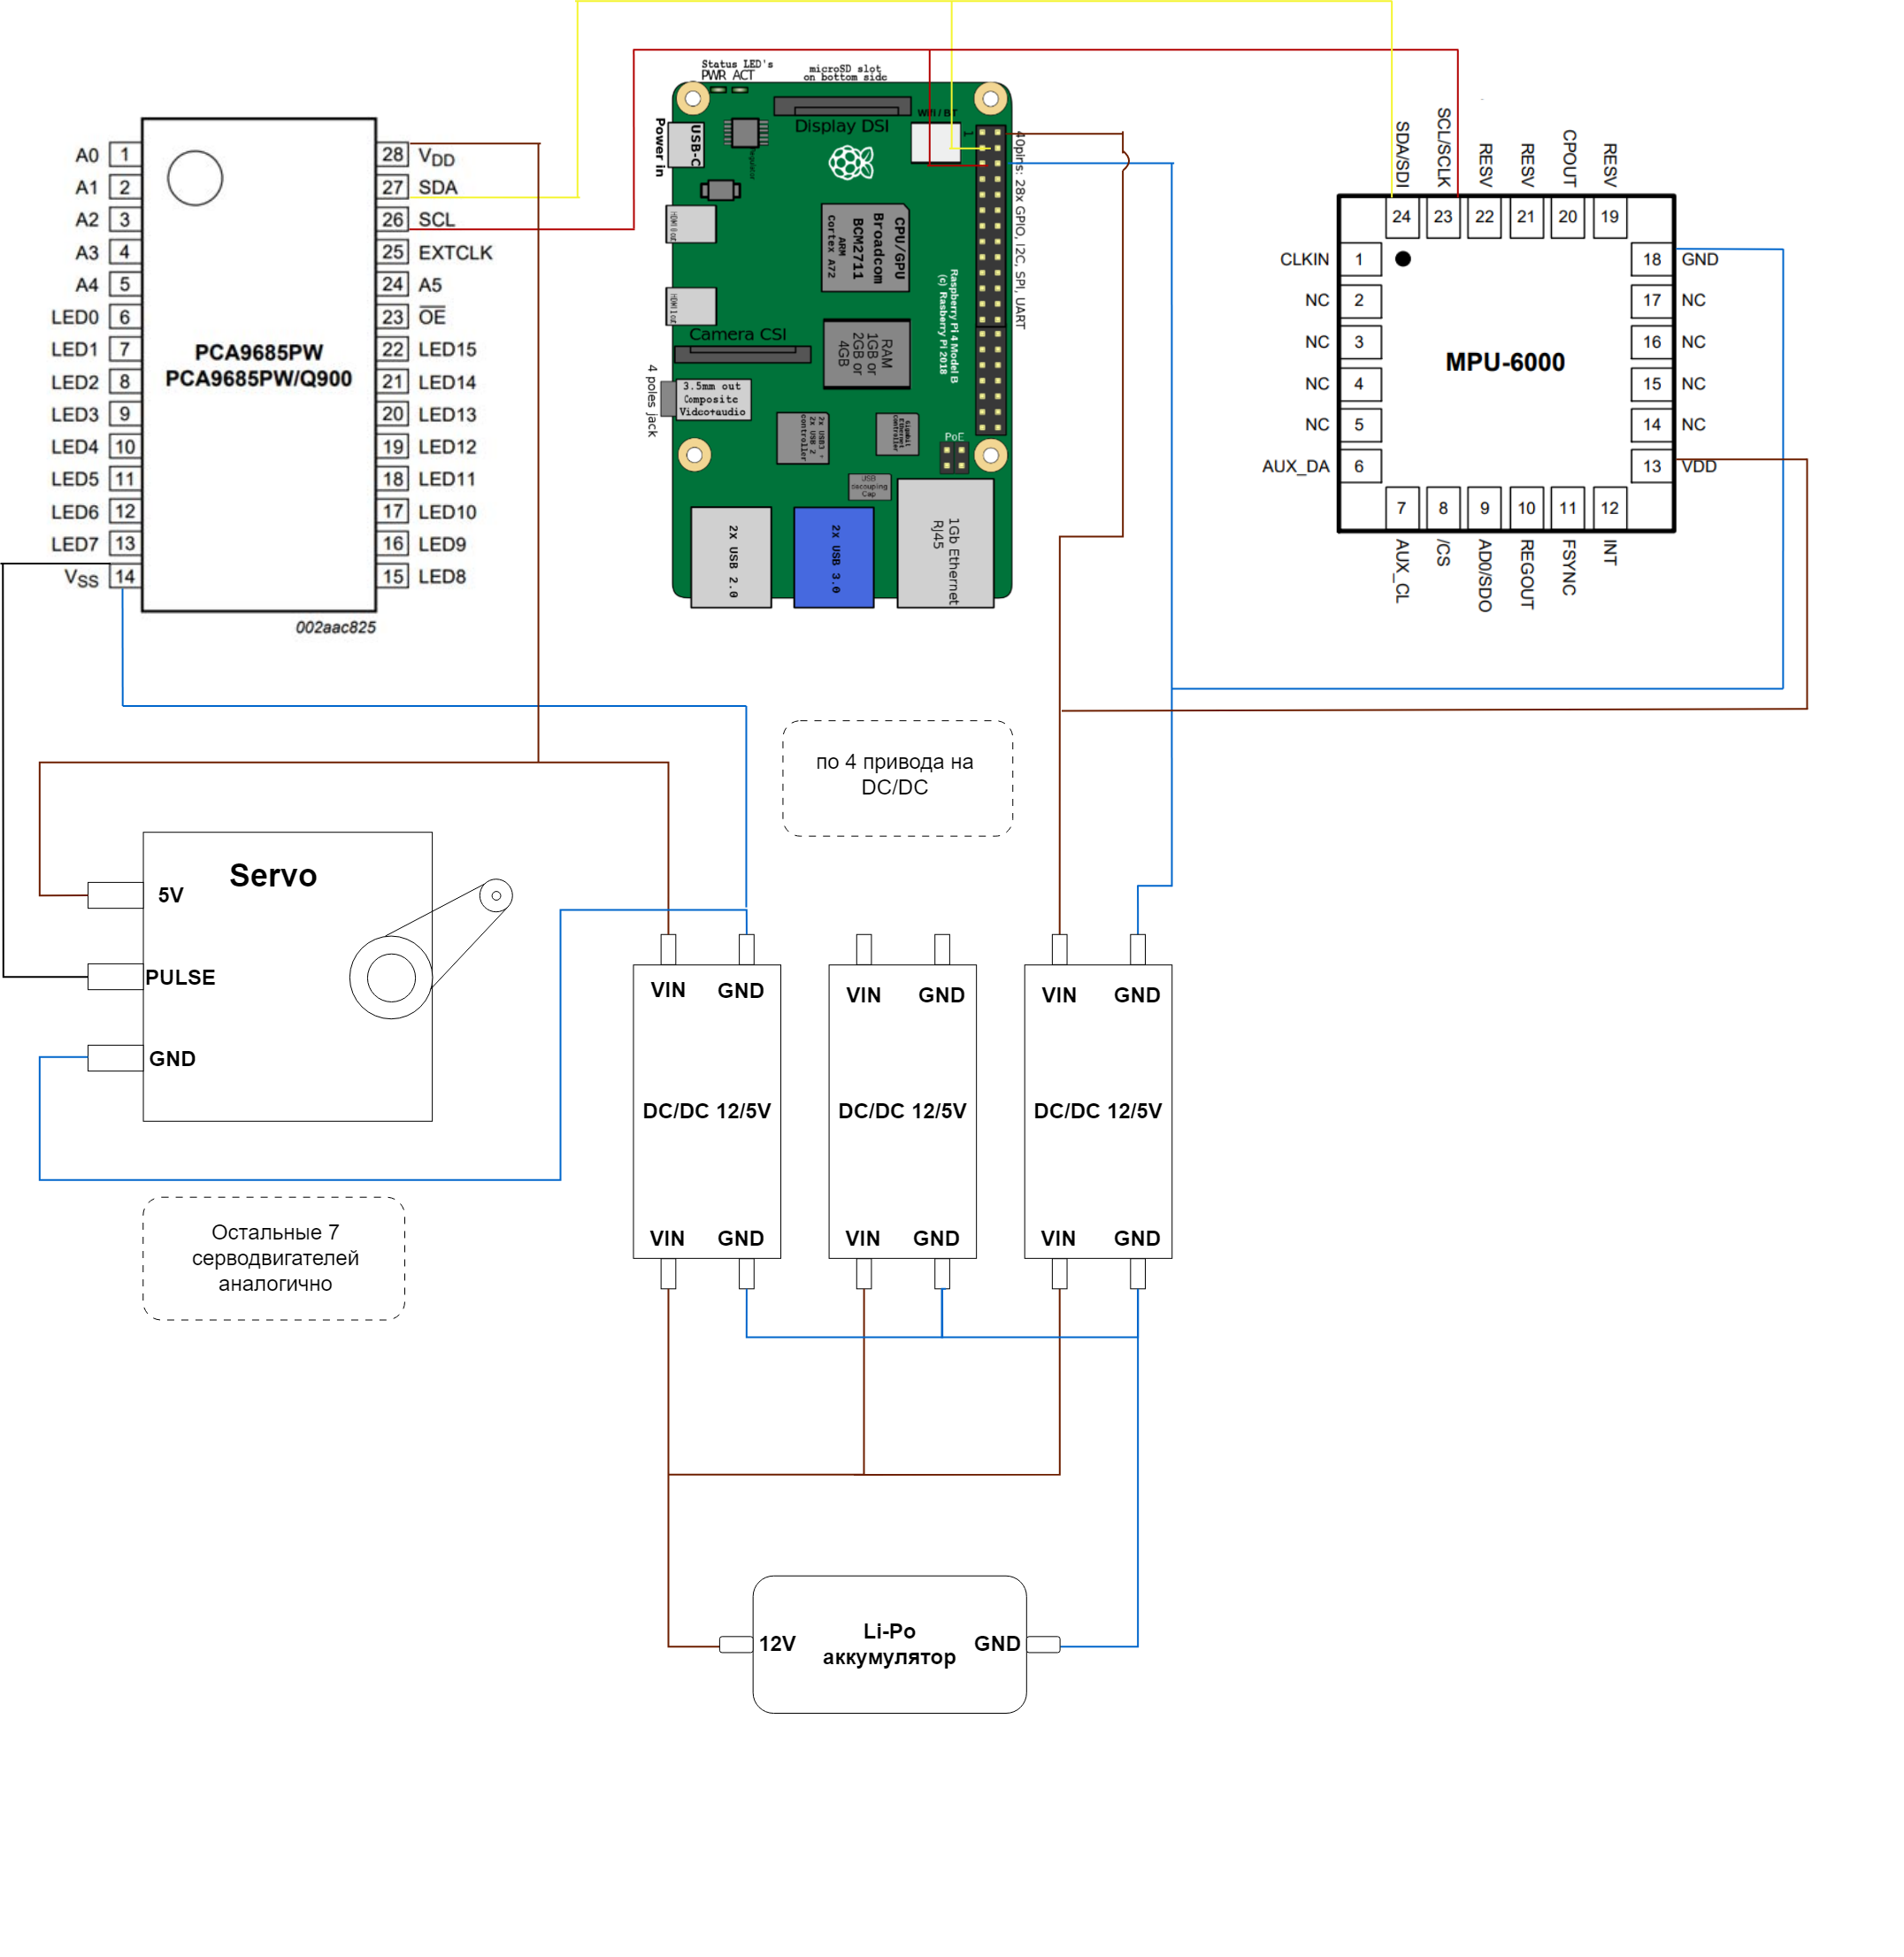 Status LED's
PWR ACT
microSD slot
on bottom side
WiFi / BT
Display DSI
USB-C
Power in
1
40pins: 28x GPIO, I2C, SPI, UART
CPU/GPU
Broadcom
BCM2711
ARM
Cortex A72
Raspberry Pi 4 Model B
(c) Rasberry Pi 2018
Camera CSI
RAM
1GB or
2GB or
4GB
4 poles jack
3.5mm out
Composite
Video+audio
PoE
USB
decouping
Cap
2x USB 2.0
2x USB 3.0
1Gb Ethernet
RJ45
A0 1
A1 2
A2 3
A3 4
A4 5
LED0 6
LED1 7
LED2 8
LED3 9
LED4 10
LED5 11
LED6 12
LED7 13
VSS 14
PCA9685PW
PCA9685PW/Q900
28 VDD
27 SDA
26 SCL
25 EXTCLK
24 A5
23 OE
22 LED15
21 LED14
20 LED13
19 LED12
18 LED11
17 LED10
16 LED9
15 LED8
002aac825
SDA/SDI
SCL/SCLK
RESV
RESV
CPOUT
RESV
24 23 22 21 20 19
CLKIN 1
NC 2
NC 3
NC 4
NC 5
AUX_DA 6
MPU-6000
18 GND
17 NC
16 NC
15 NC
14 NC
13 VDD
7 8 9 10 11 12
AUX_CL
/CS
AD0/SDO
REGOUT
FSYNC
INT
по 4 привода на
DC/DC
Servo
5V
PULSE
GND
Остальные 7
серводвигателей
аналогично
VIN GND
DC/DC 12/5V
VIN GND
VIN GND
DC/DC 12/5V
VIN GND
VIN GND
DC/DC 12/5V
VIN GND
12V
Li-Po
аккумулятор
GND